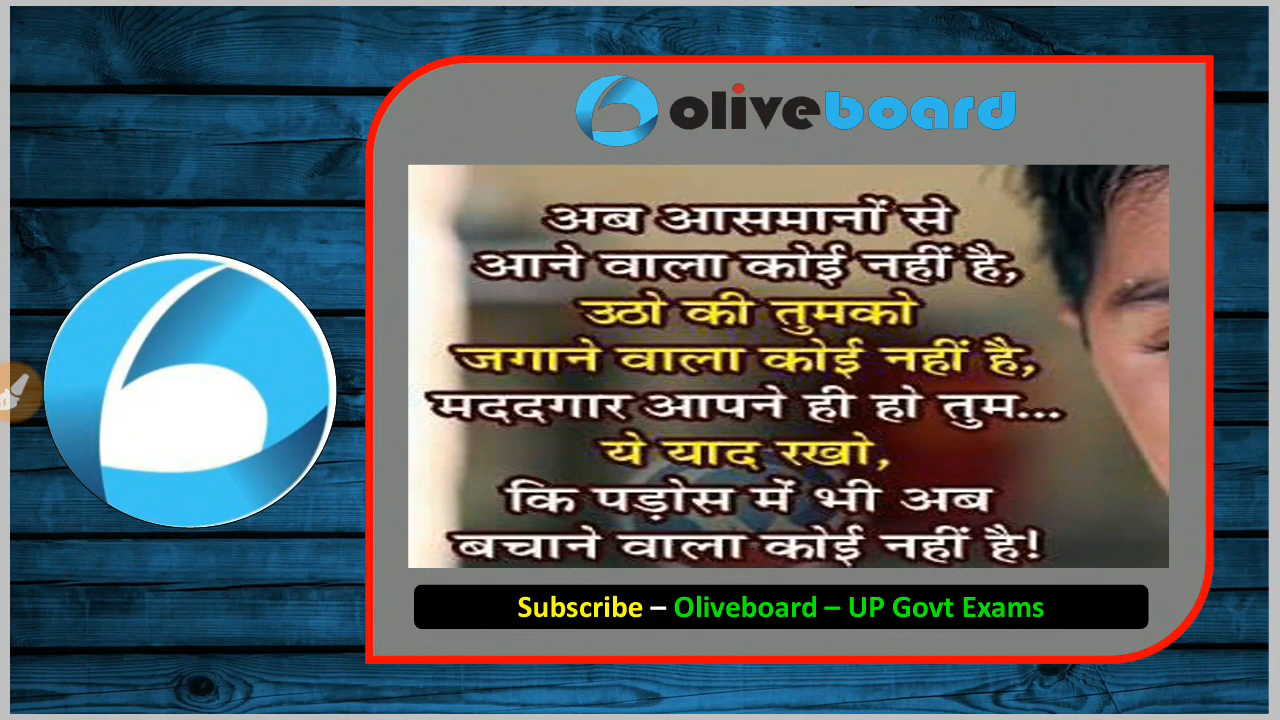 oliveboard
अब आसमानों से
आने वाला कोई नहीं है,
उठो की तुमको
जगाने वाला कोई नहीं है,
मददगार आपने ही हो तुम...
ये याद रखो,
कि पड़ोस में भी अब
बचाने वाला कोई नहीं है!
Subscribe – Oliveboard – UP Govt Exams